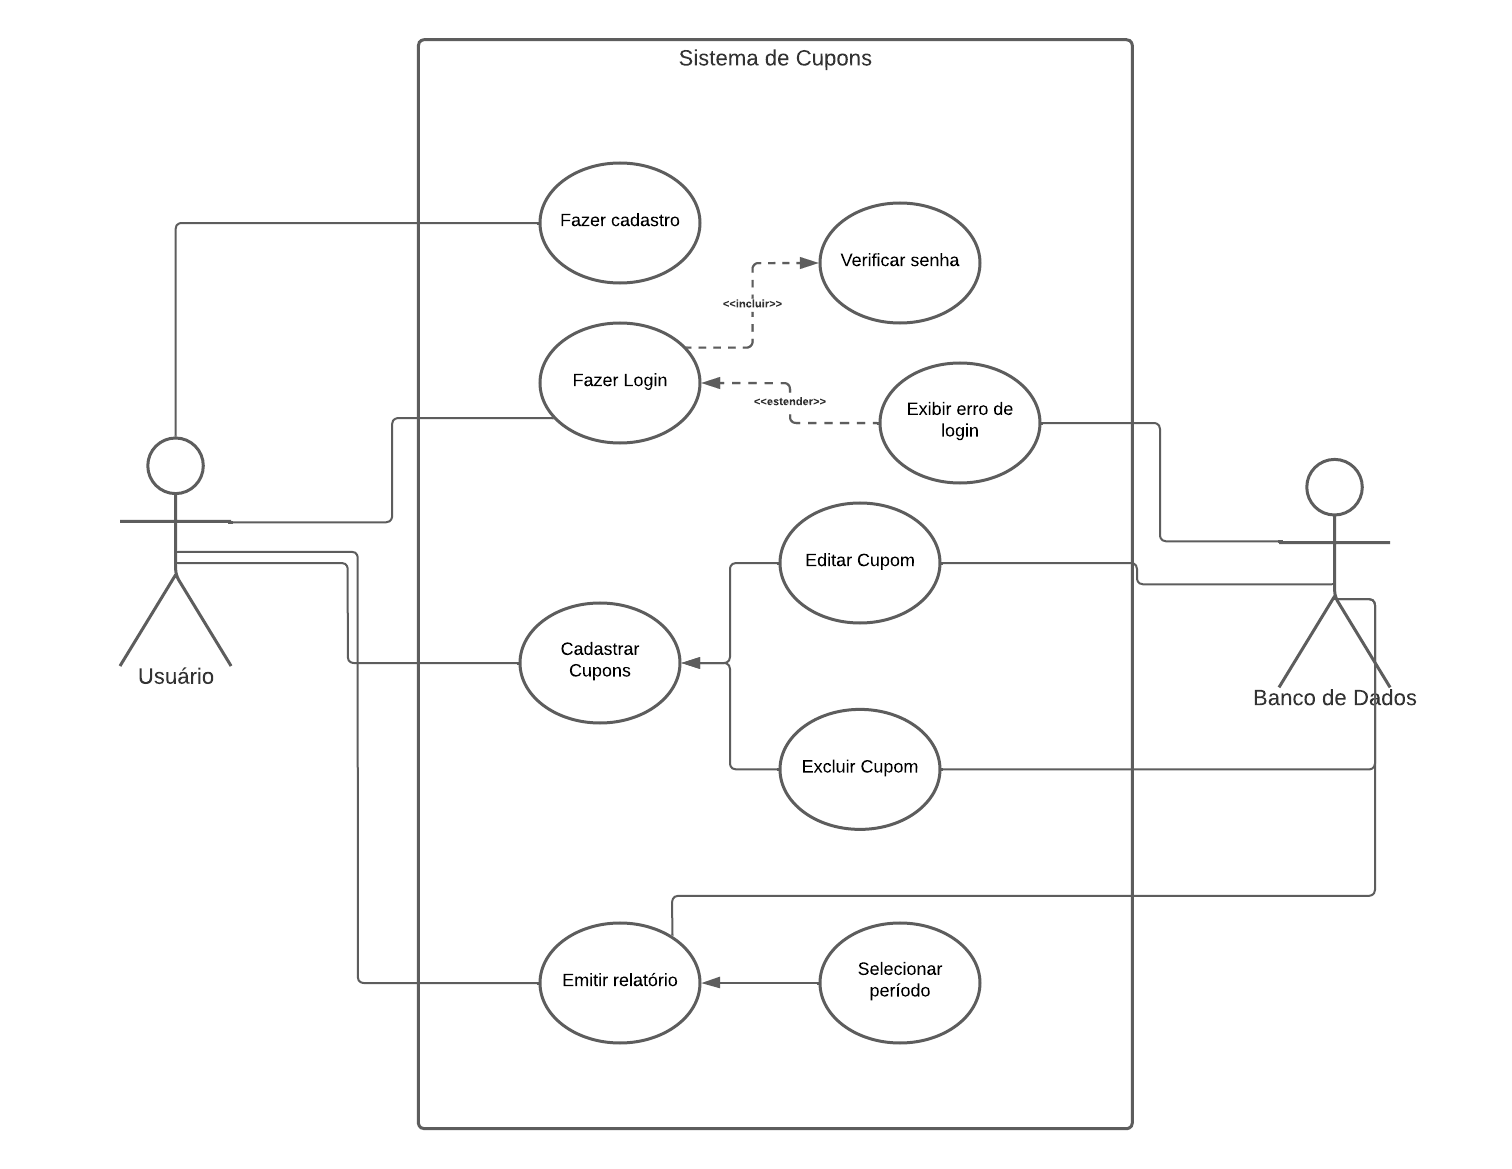 Sistema de Cupons
Fazer cadastro
Verificar senha
<<incluir>>
Fazer Login
<<estender>>
Exibir erro de
login
Editar Cupom
Cadastrar
Cupons
Usuário
Banco de Dados
Excluir Cupom
Emitir relatório
Selecionar
período